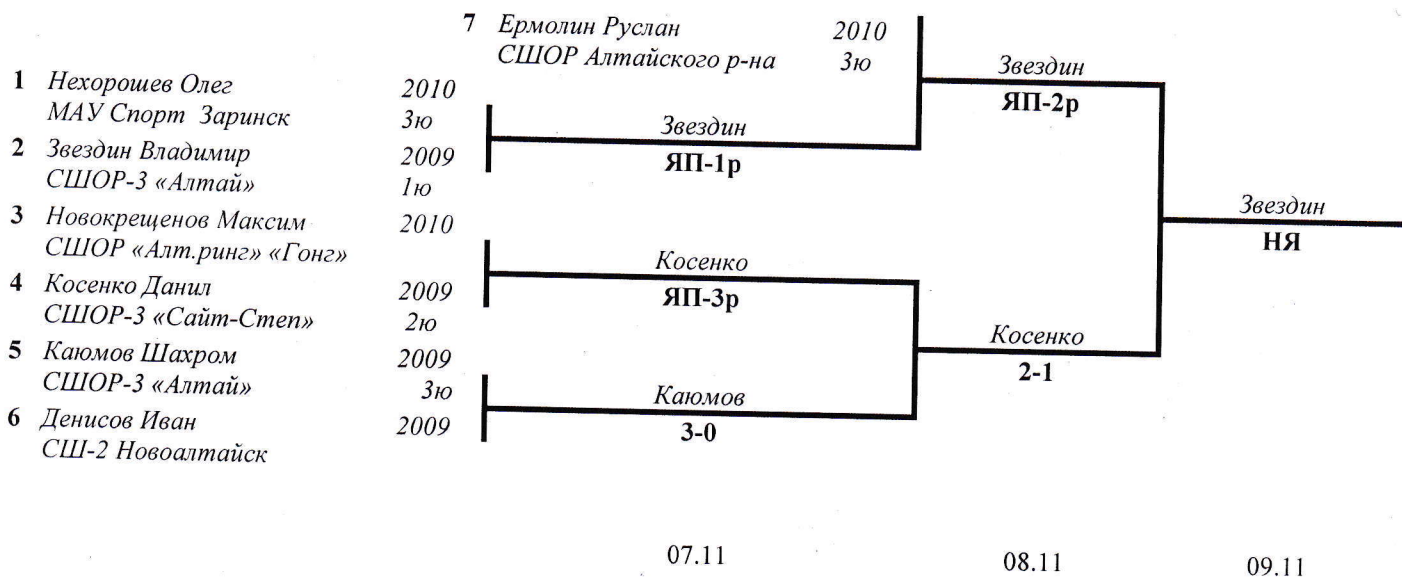 7 Ермолин Руслан 2010
СШОР Алтайского р-на 3ю
1 Нехорошев Олег 2010
МАУ Спорт Заринск 3ю
2 Звездин Владимир 2009
СШОР-3 «Алтай» 1ю
3 Новокрещенов Максим 2010
СШОР «Алт.ринг» «Гонг»
4 Косенко Данил 2009
СШОР-3 «Сайт-Степ» 2ю
5 Каюмов Шахром 2009
СШОР-3 «Алтай» 3ю
6 Денисов Иван 2009
СШ-2 Новоалтайск
Звездин
ЯП-1р
Косенко
ЯП-3р
Каюмов
3-0
Звездин
ЯП-2р
Косенко
2-1
Звездин
НЯ
07.11 08.11 09.11